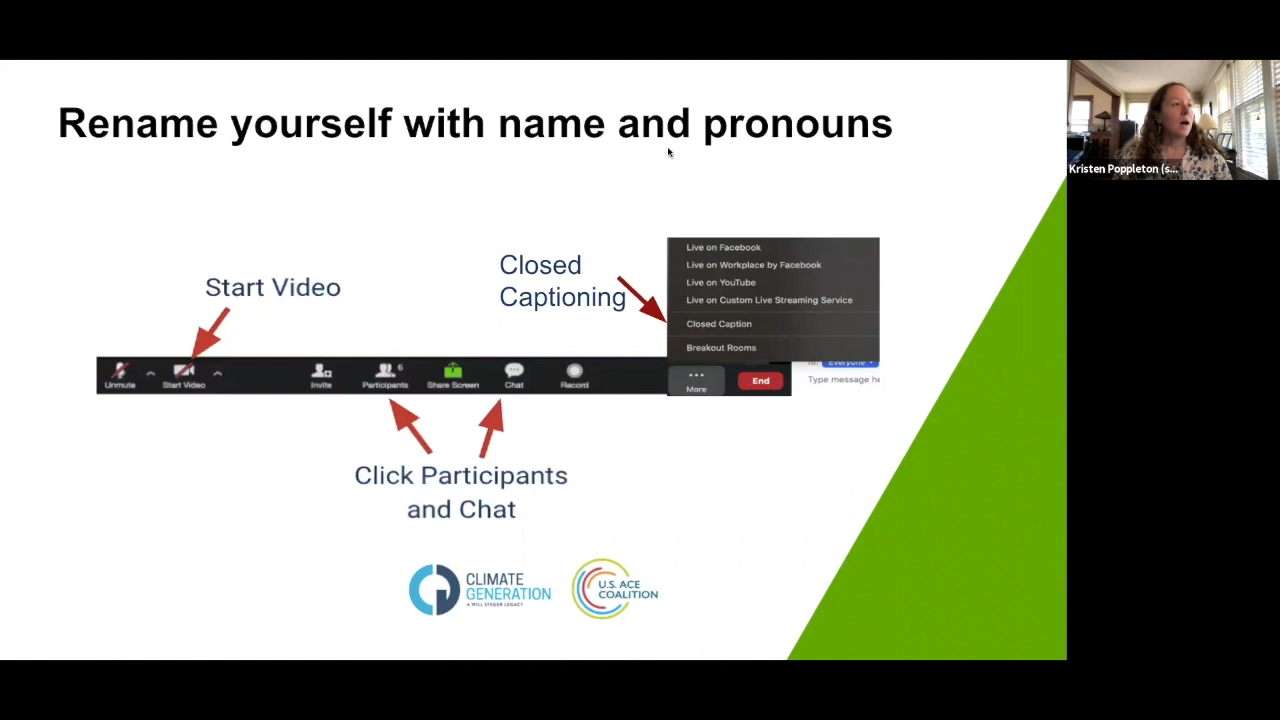 Rename yourself with name and pronouns
Kristen Poppleton (s...
Start Video
Closed
Captioning
Live on Facebook
Live on Workplace by Facebook
Live on YouTube
Live on Custom Live Streaming Service
Closed Caption
Breakout Rooms
Unmute
Start Video
Invite
Participants
6
Share Screen
Chat
Record
More
End
To: Everyone
Type message he
Click Participants
and Chat
CLIMATE
GENERATION
A WILL STEGER LEGACY
U.S. ACE
COALITION